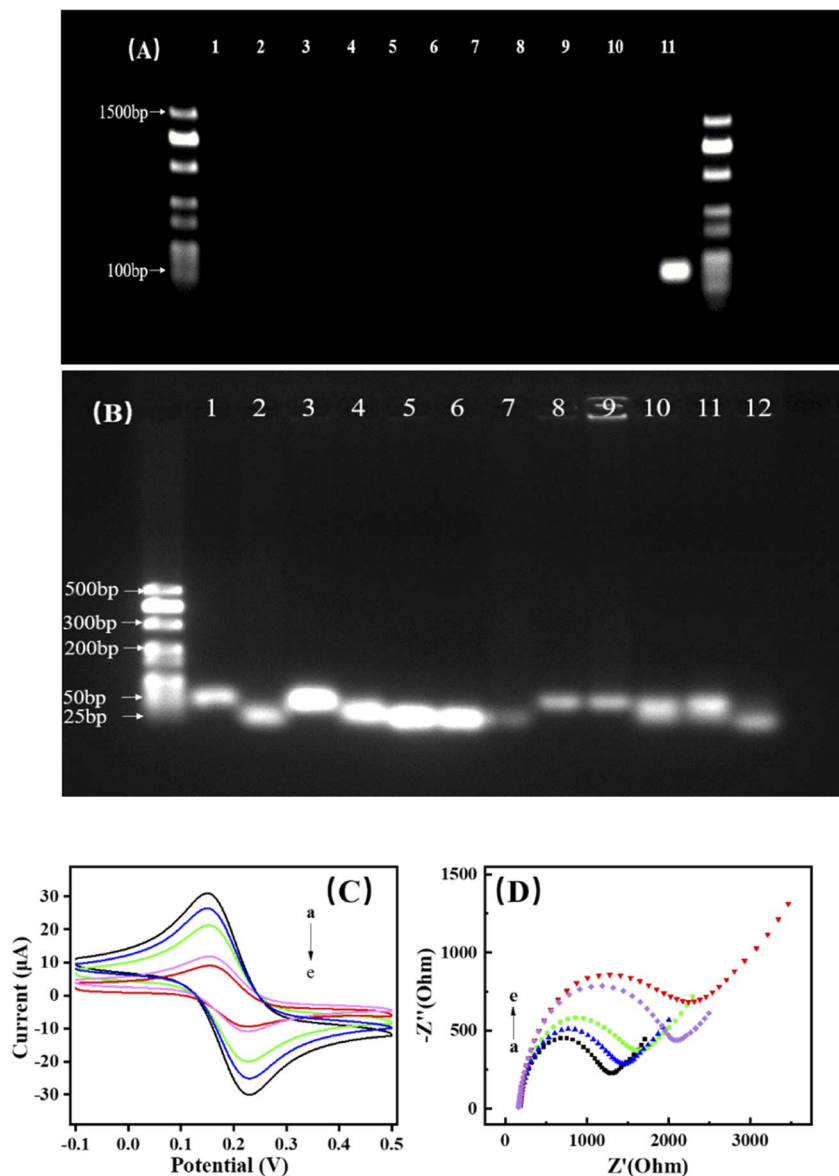 (A) 1 2 3 4 5 6 7 8 9 10 11
1500bp
100bp
(B) 1 2 3 4 5 6 7 8 9 10 11 12
500bp
300bp
200bp
50bp
25bp
(C)
a
e
30
20
10
0
-10
-20
-30
Current (μA)
-0.1 0.0 0.1 0.2 0.3 0.4 0.5
Potential (V)
(D)
e
a
1500
1000
500
0
-Z''(Ohm)
0 1000 2000 3000
Z'(Ohm)